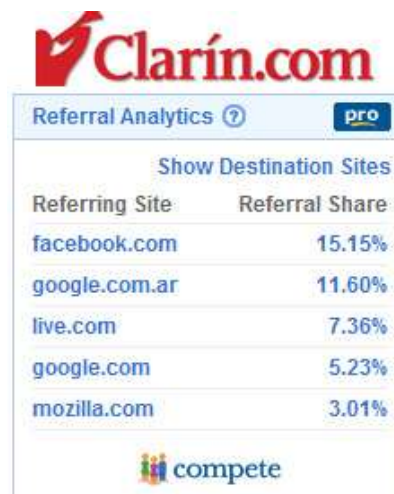 Clarín.com
Referral Analytics ? pro
Show Destination Sites
Referring Site Referral Share
facebook.com 15.15%
google.com.ar 11.60%
live.com 7.36%
google.com 5.23%
mozilla.com 3.01%
compete